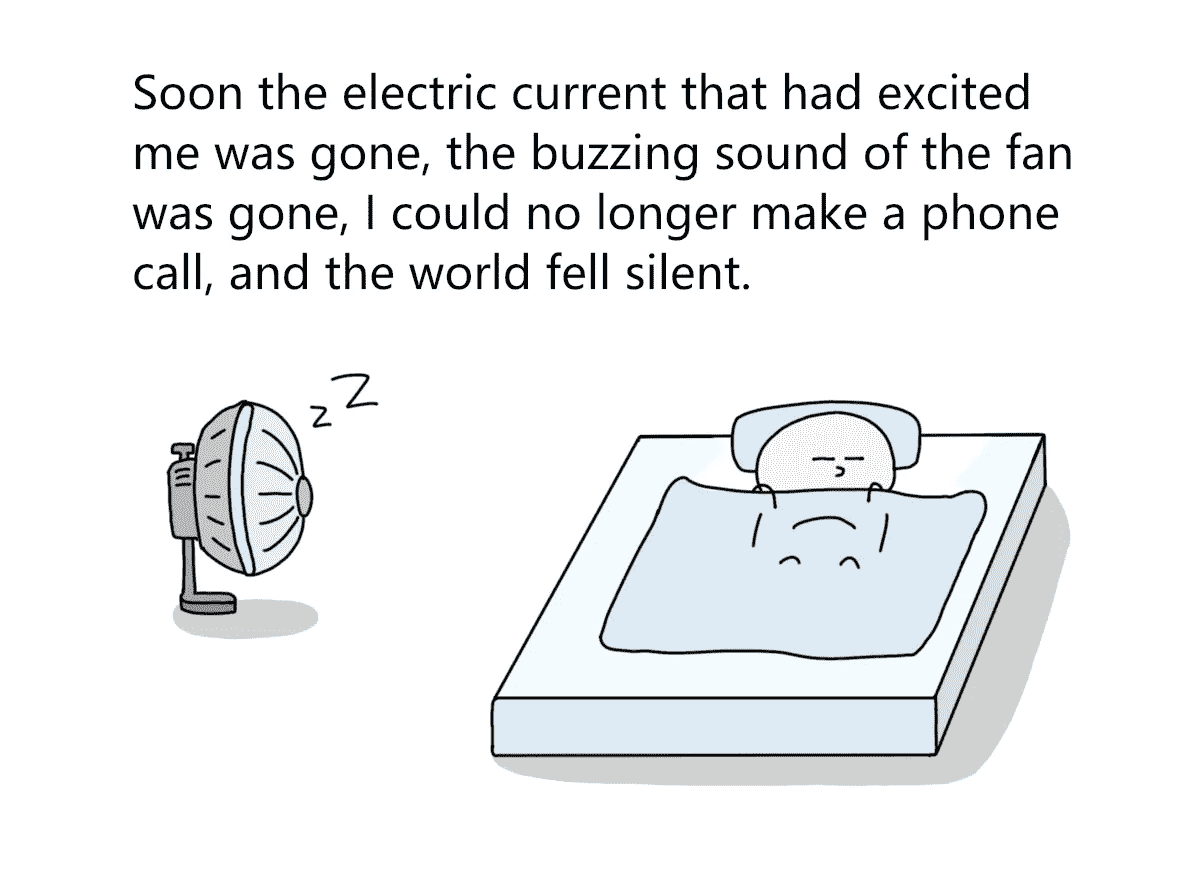 Soon the electric current that had excited
me was gone, the buzzing sound of the fan
was gone, I could no longer make a phone
call, and the world fell silent.
z Z